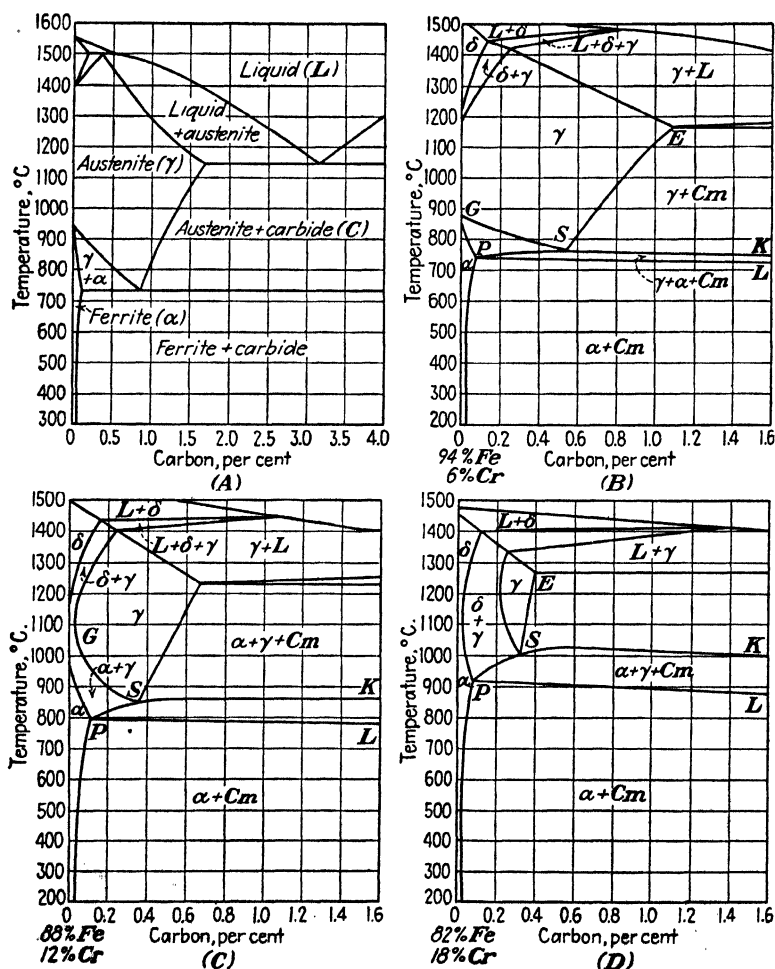 1600
1500
1400
1300
1200
1100
1000
900
800
700
600
500
400
300
Temperature, °C
Liquid (L)
Liquid
+austenite
Austenite (γ)
Austenite + carbide (C)
γ
+α
Ferrite (α)
Ferrite + carbide
0 0.5 1.0 1.5 2.0 2.5 3.0 3.5 4.0
Carbon, per cent
(A)
1500
1400
1300
1200
1100
1000
900
800
700
600
500
400
300
200
Temperature, °C
L+δ
δ
L+δ+γ
δ+γ
γ+L
γ
E
γ+Cm
G
S
P
K
α
L
γ+α+Cm
α+Cm
0 0.2 0.4 0.6 0.8 1.0 1.2 1.4 1.6
94%Fe
6%Cr
Carbon, per cent
(B)
1500
1400
1300
1200
1100
1000
900
800
700
600
500
400
300
200
Temperature, °C
L+δ
δ
L+δ+γ
γ+L
δ+γ
γ
G
α+γ+Cm
α+γ
S
K
α
P
L
α+Cm
0 0.2 0.4 0.6 0.8 1.0 1.2 1.4 1.6
88%Fe
12%Cr
Carbon, per cent
(C)
1500
1400
1300
1200
1100
1000
900
800
700
600
500
400
300
200
Temperature, °C.
L+δ
δ
L+γ
γ
E
δ
+
γ
S
K
α+γ+Cm
α
P
L
α+Cm
0 0.2 0.4 0.6 0.8 1.0 1.2 1.4 1.6
82%Fe
18%Cr
Carbon, per cent
(D)